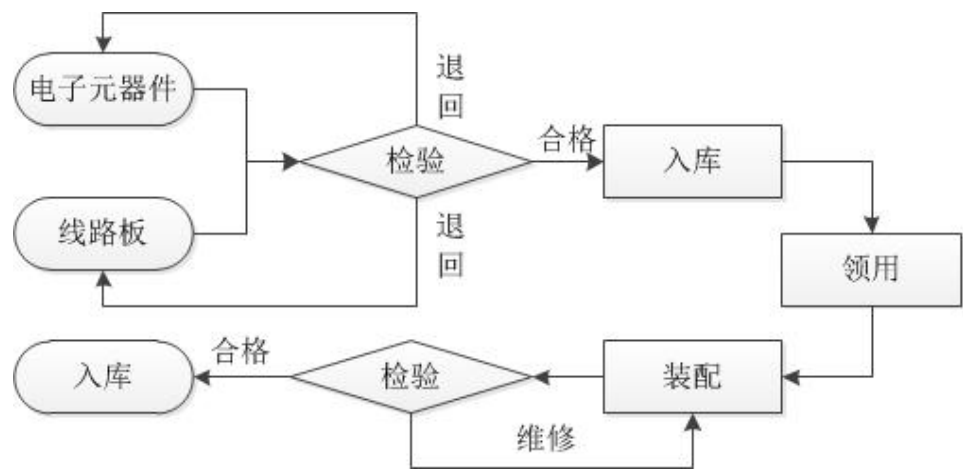 电子元器件
退
回
检验
合格
入库
线路板
退
回
领用
入库
合格
检验
装配
维修